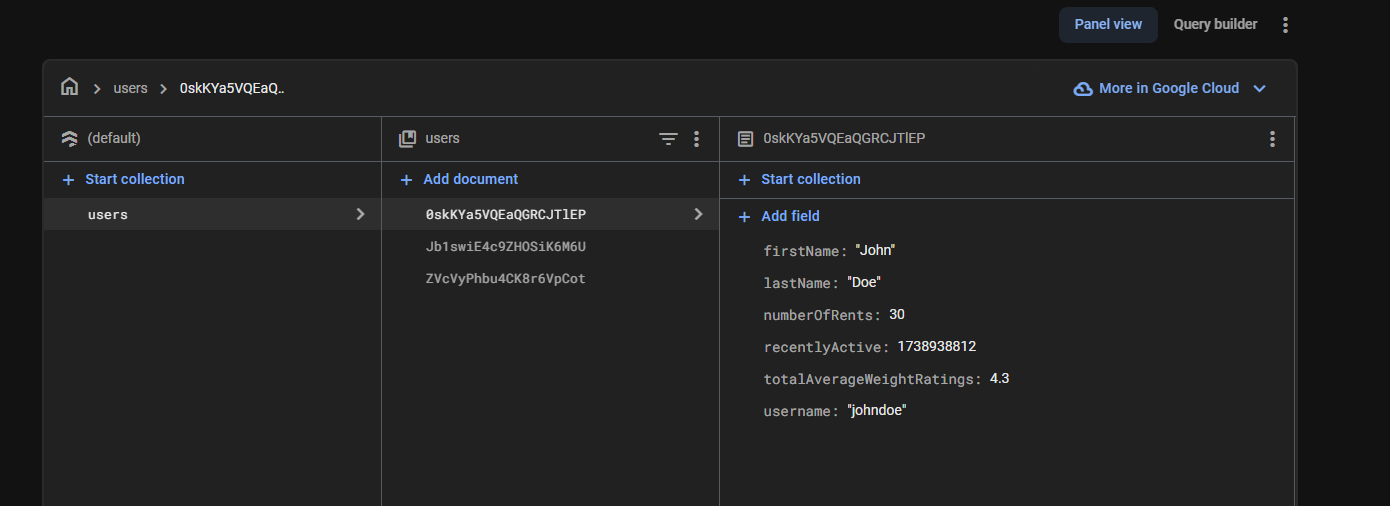 Panel view Query builder
users 0skKYa5VQEaQ.. More in Google Cloud
(default) users 0skKYa5VQEaQGRCJTlEP
+ Start collection + Add document + Start collection
users 0skKYa5VQEaQGRCJTlEP + Add field
Jb1swiE4c9ZHOSiK6M6U
ZVcVyPhbu4CK8r6VpCot
firstName: "John"
lastName: "Doe"
numberOfRents: 30
recentlyActive: 1738938812
totalAverageWeightRatings: 4.3
username: "johndoe"